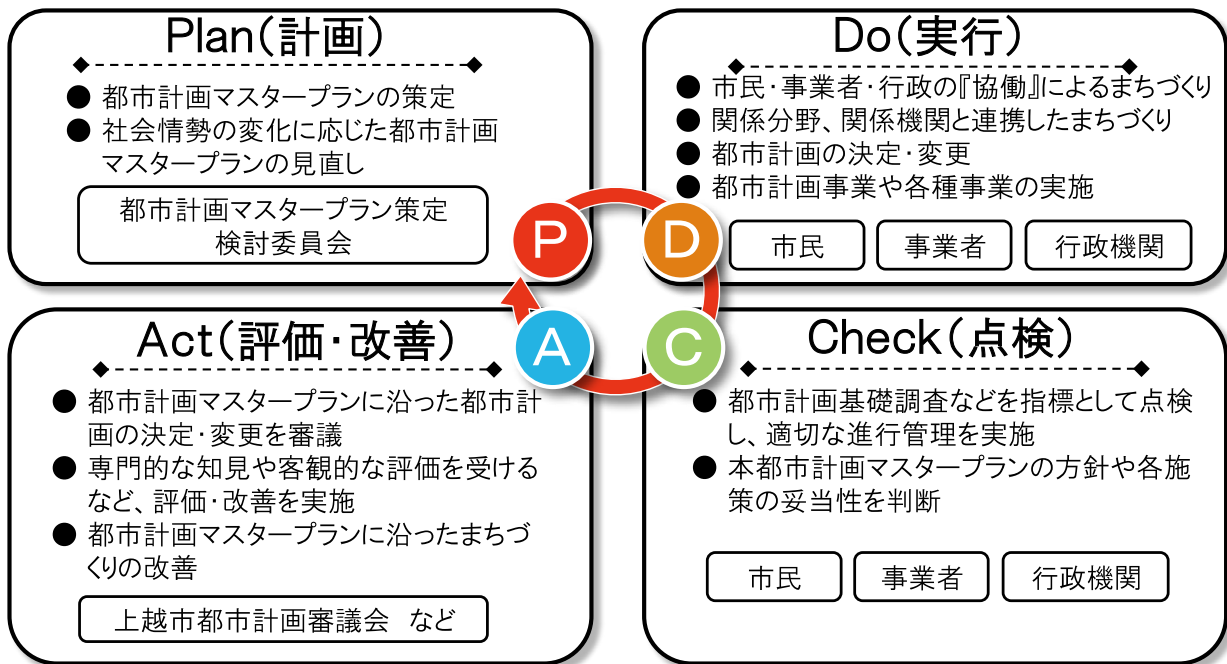 Plan(計画)
● 都市計画マスタープランの策定
● 社会情勢の変化に応じた都市計画
マスタープランの見直し
都市計画マスタープラン策定
検討委員会
Do(実行)
● 市民・事業者・行政の『協働』によるまちづくり
● 関係分野、関係機関と連携したまちづくり
● 都市計画の決定・変更
● 都市計画事業や各種事業の実施
市民 事業者 行政機関
P D
A C
Act(評価・改善)
● 都市計画マスタープランに沿った都市計
画の決定・変更を審議
● 専門的な知見や客観的な評価を受ける
など、評価・改善を実施
● 都市計画マスタープランに沿ったまちづ
くりの改善
上越市都市計画審議会 など
Check(点検)
● 都市計画基礎調査などを指標として点検
し、適切な進行管理を実施
● 本都市計画マスタープランの方針や各施
策の妥当性を判断
市民 事業者 行政機関